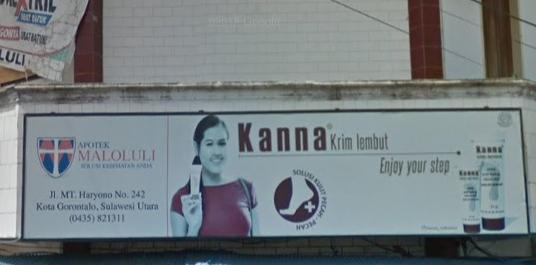 APOTEK
MALOLULI
SOLUSI KESEHATAN ANDA
Jl. MT. Haryono No. 242
Kota Gorontalo, Sulawesi Utara
(0435) 821311
Kanna® Krim lembut
Enjoy your step
SOLUSI KULIT PECAH-PECAH
Kanna
Kanna
LULI